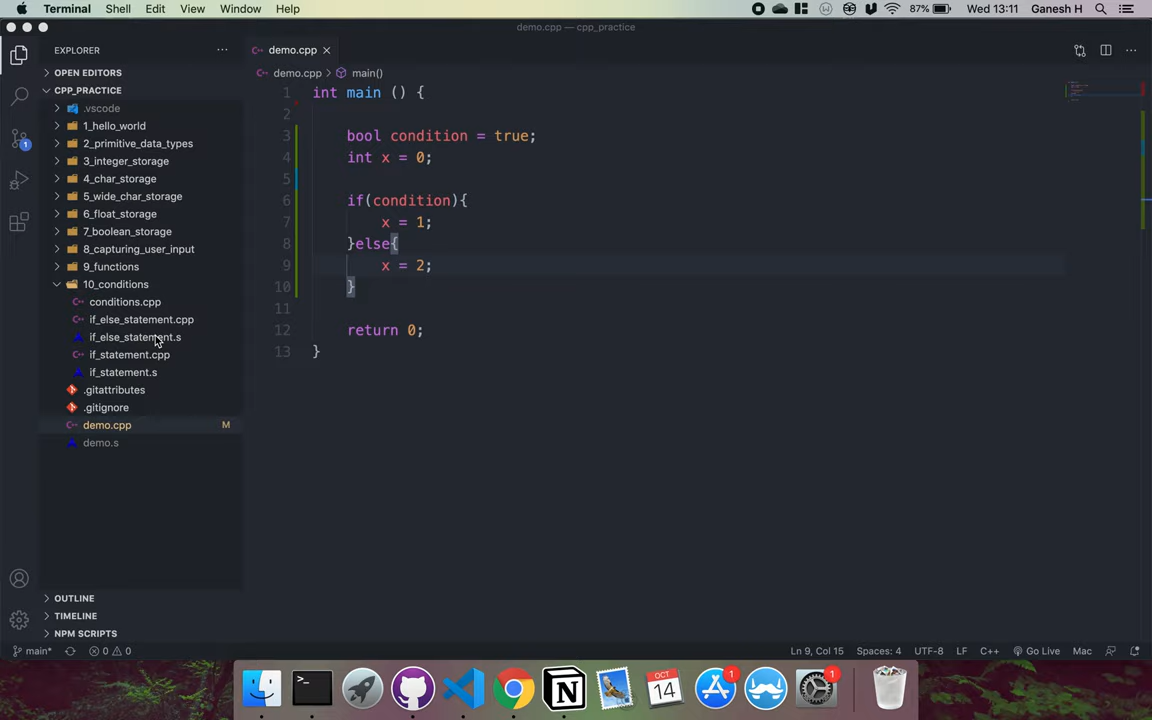 Terminal Shell Edit View Window Help 87% Wed 13:11 Ganesh H
demo.cpp — cpp_practice
EXPLORER
demo.cpp
OPEN EDITORS
demo.cpp > main()
CPP_PRACTICE
.vscode
1_hello_world
2_primitive_data_types
3_integer_storage
4_char_storage
5_wide_char_storage
6_float_storage
7_boolean_storage
8_capturing_user_input
9_functions
10_conditions
conditions.cpp
if_else_statement.cpp
if_else_statement.s
if_statement.cpp
if_statement.s
.gitattributes
.gitignore
demo.cpp M
demo.s
OUTLINE
TIMELINE
NPM SCRIPTS
1 int main () {
2
3 bool condition = true;
4 int x = 0;
5
6 if(condition){
7 x = 1;
8 }else{
9 x = 2;
10 }
11
12 return 0;
13 }
1
main* 0 0 Ln 9, Col 15 Spaces: 4 UTF-8 LF C++ Go Live Mac
>_
N
OCT
14
1
1